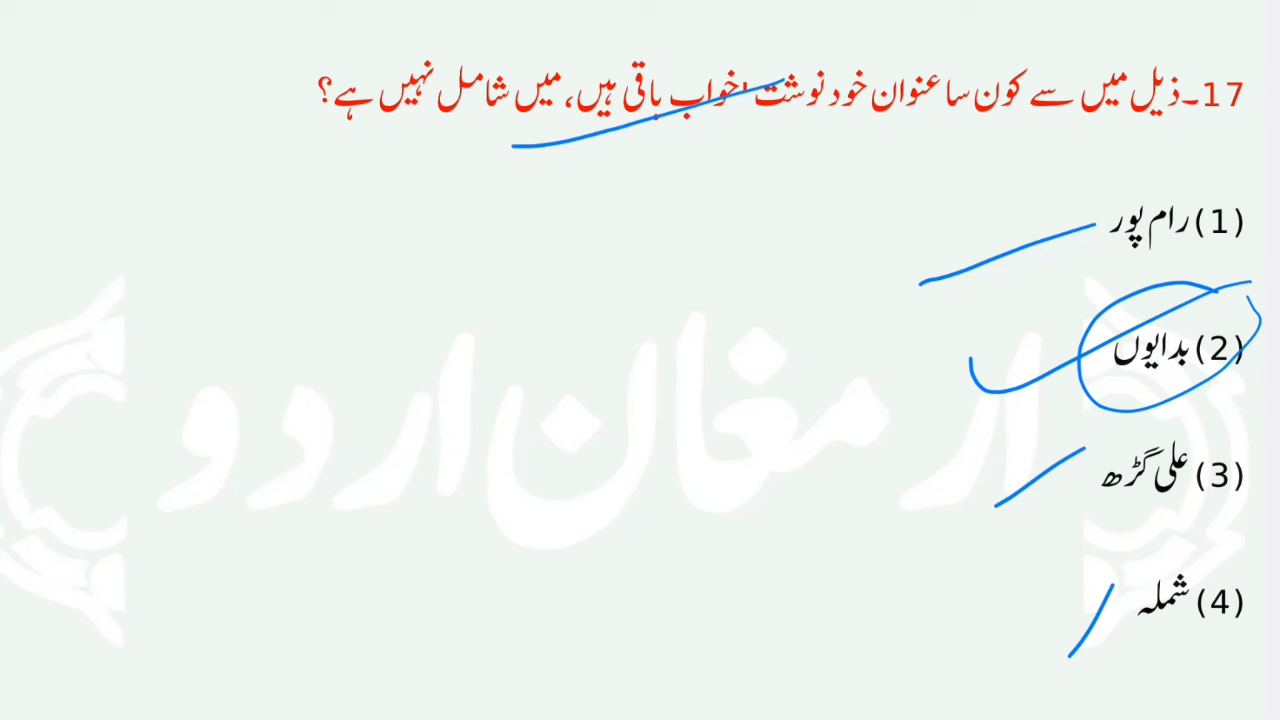 17۔ذیل میں سے کون سا عنوان خود نوشت 'خواب باقی ہیں، میں شامل نہیں ہے؟
(1) رام پور
(2) بدایوں
(3) علی گڑھ
(4) شملہ
ارمغان اردو